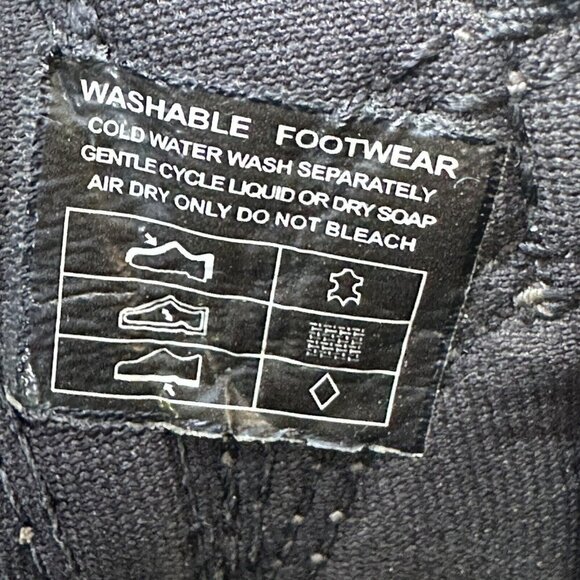 WASHABLE FOOTWEAR
COLD WATER WASH SEPARATELY
GENTLE CYCLE LIQUID OR DRY SOAP
AIR DRY ONLY DO NOT BLEACH